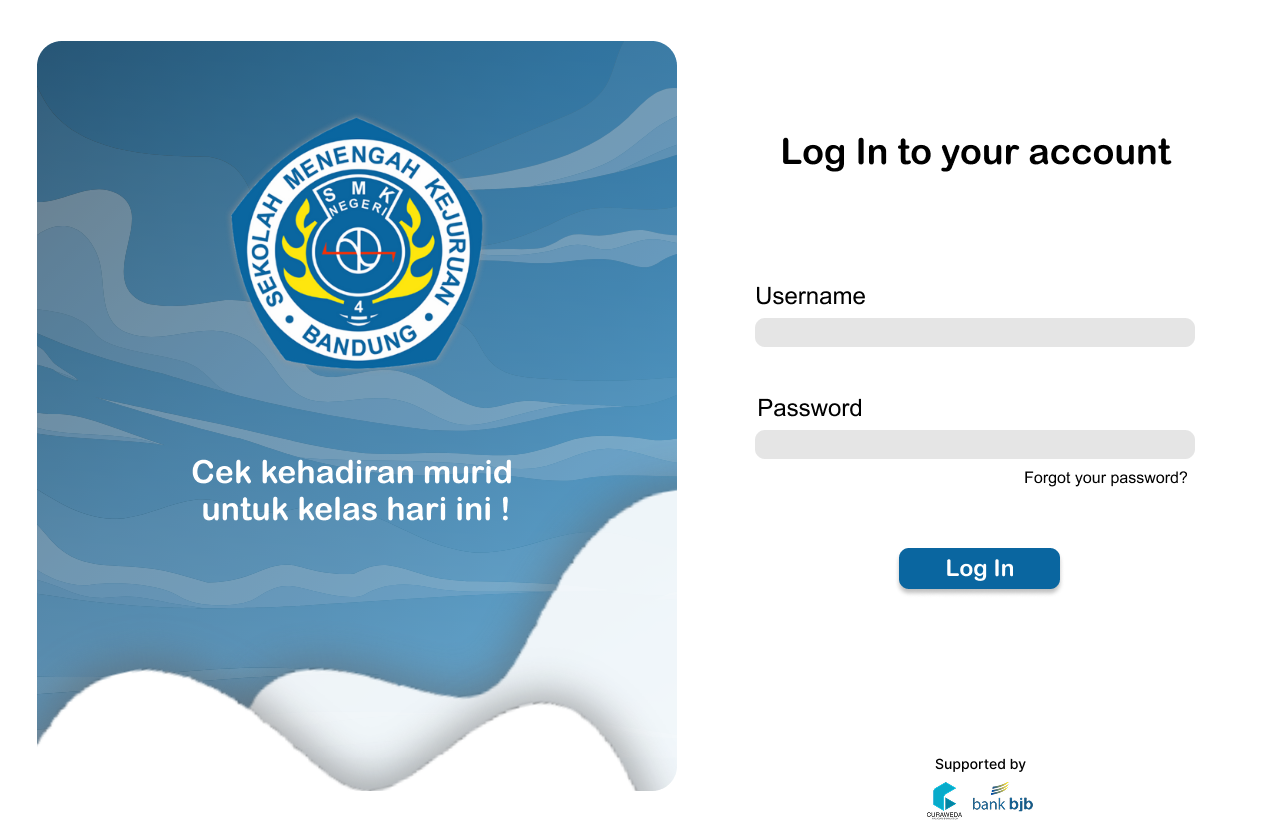 SEKOLAH MENENGAH KEJURUAN
SMK
NEGERI
4
BANDUNG
Cek kehadiran murid
untuk kelas hari ini !
Log In to your account
Username
Password
Forgot your password?
Log In
Supported by
CURAWEDA
bank bjb